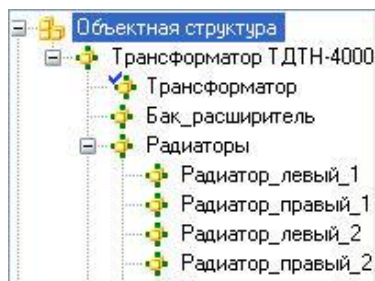 Объектная структура
Трансформатор ТДТН-4000
Трансформатор
Бак_расширитель
Радиаторы
Радиатор_левый_1
Радиатор_правый_1
Радиатор_левый_2
Радиатор_правый_2